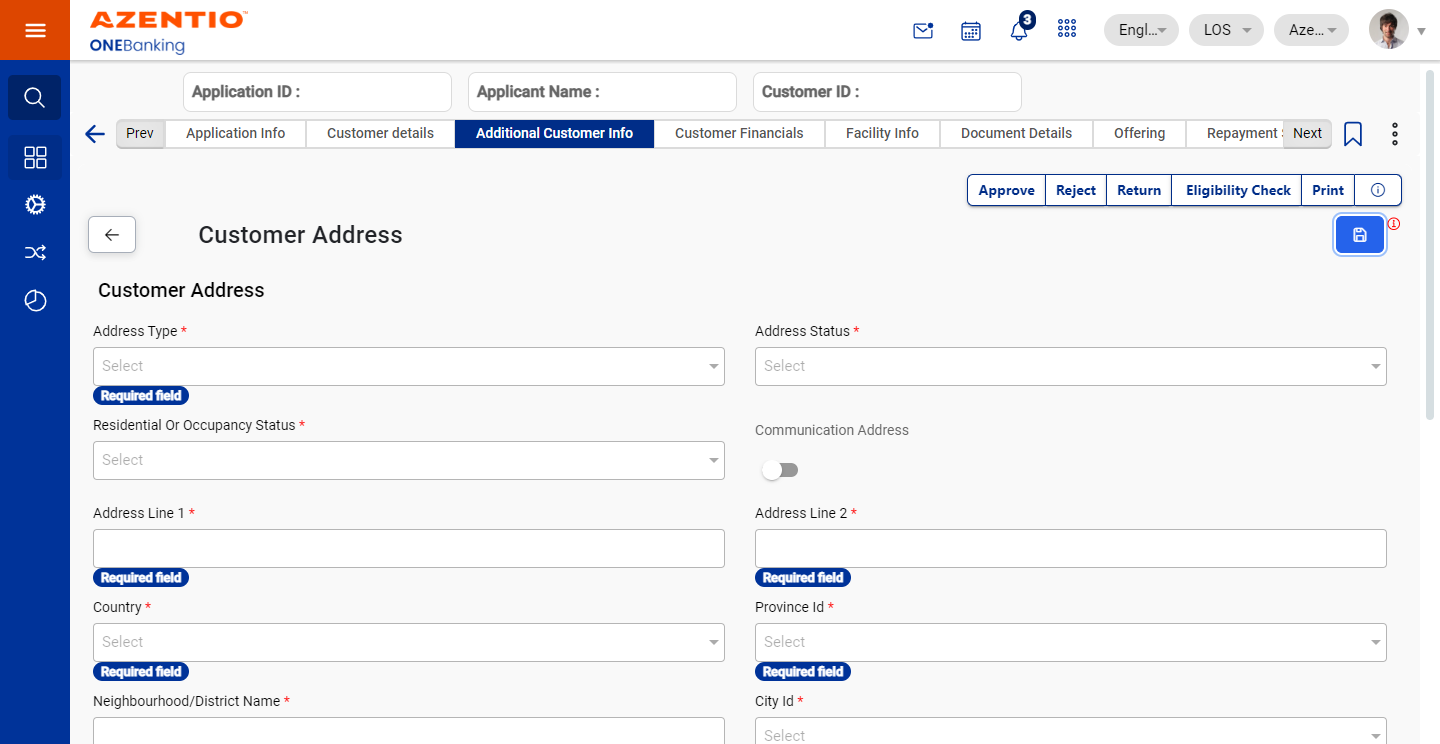 AZENTIO™
ONEBanking
3
Engl...
LOS
Aze...
Application ID :
Applicant Name :
Customer ID :
Prev
Application Info
Customer details
Additional Customer Info
Customer Financials
Facility Info
Document Details
Offering
Repayment
Next
Approve
Reject
Return
Eligibility Check
Print
Customer Address
Customer Address
Address Type *
Address Status *
Select
Select
Required field
Residential Or Occupancy Status *
Communication Address
Select
Address Line 1 *
Address Line 2 *
Required field
Required field
Country *
Province Id *
Select
Select
Required field
Required field
Neighbourhood/District Name *
City Id *
Select